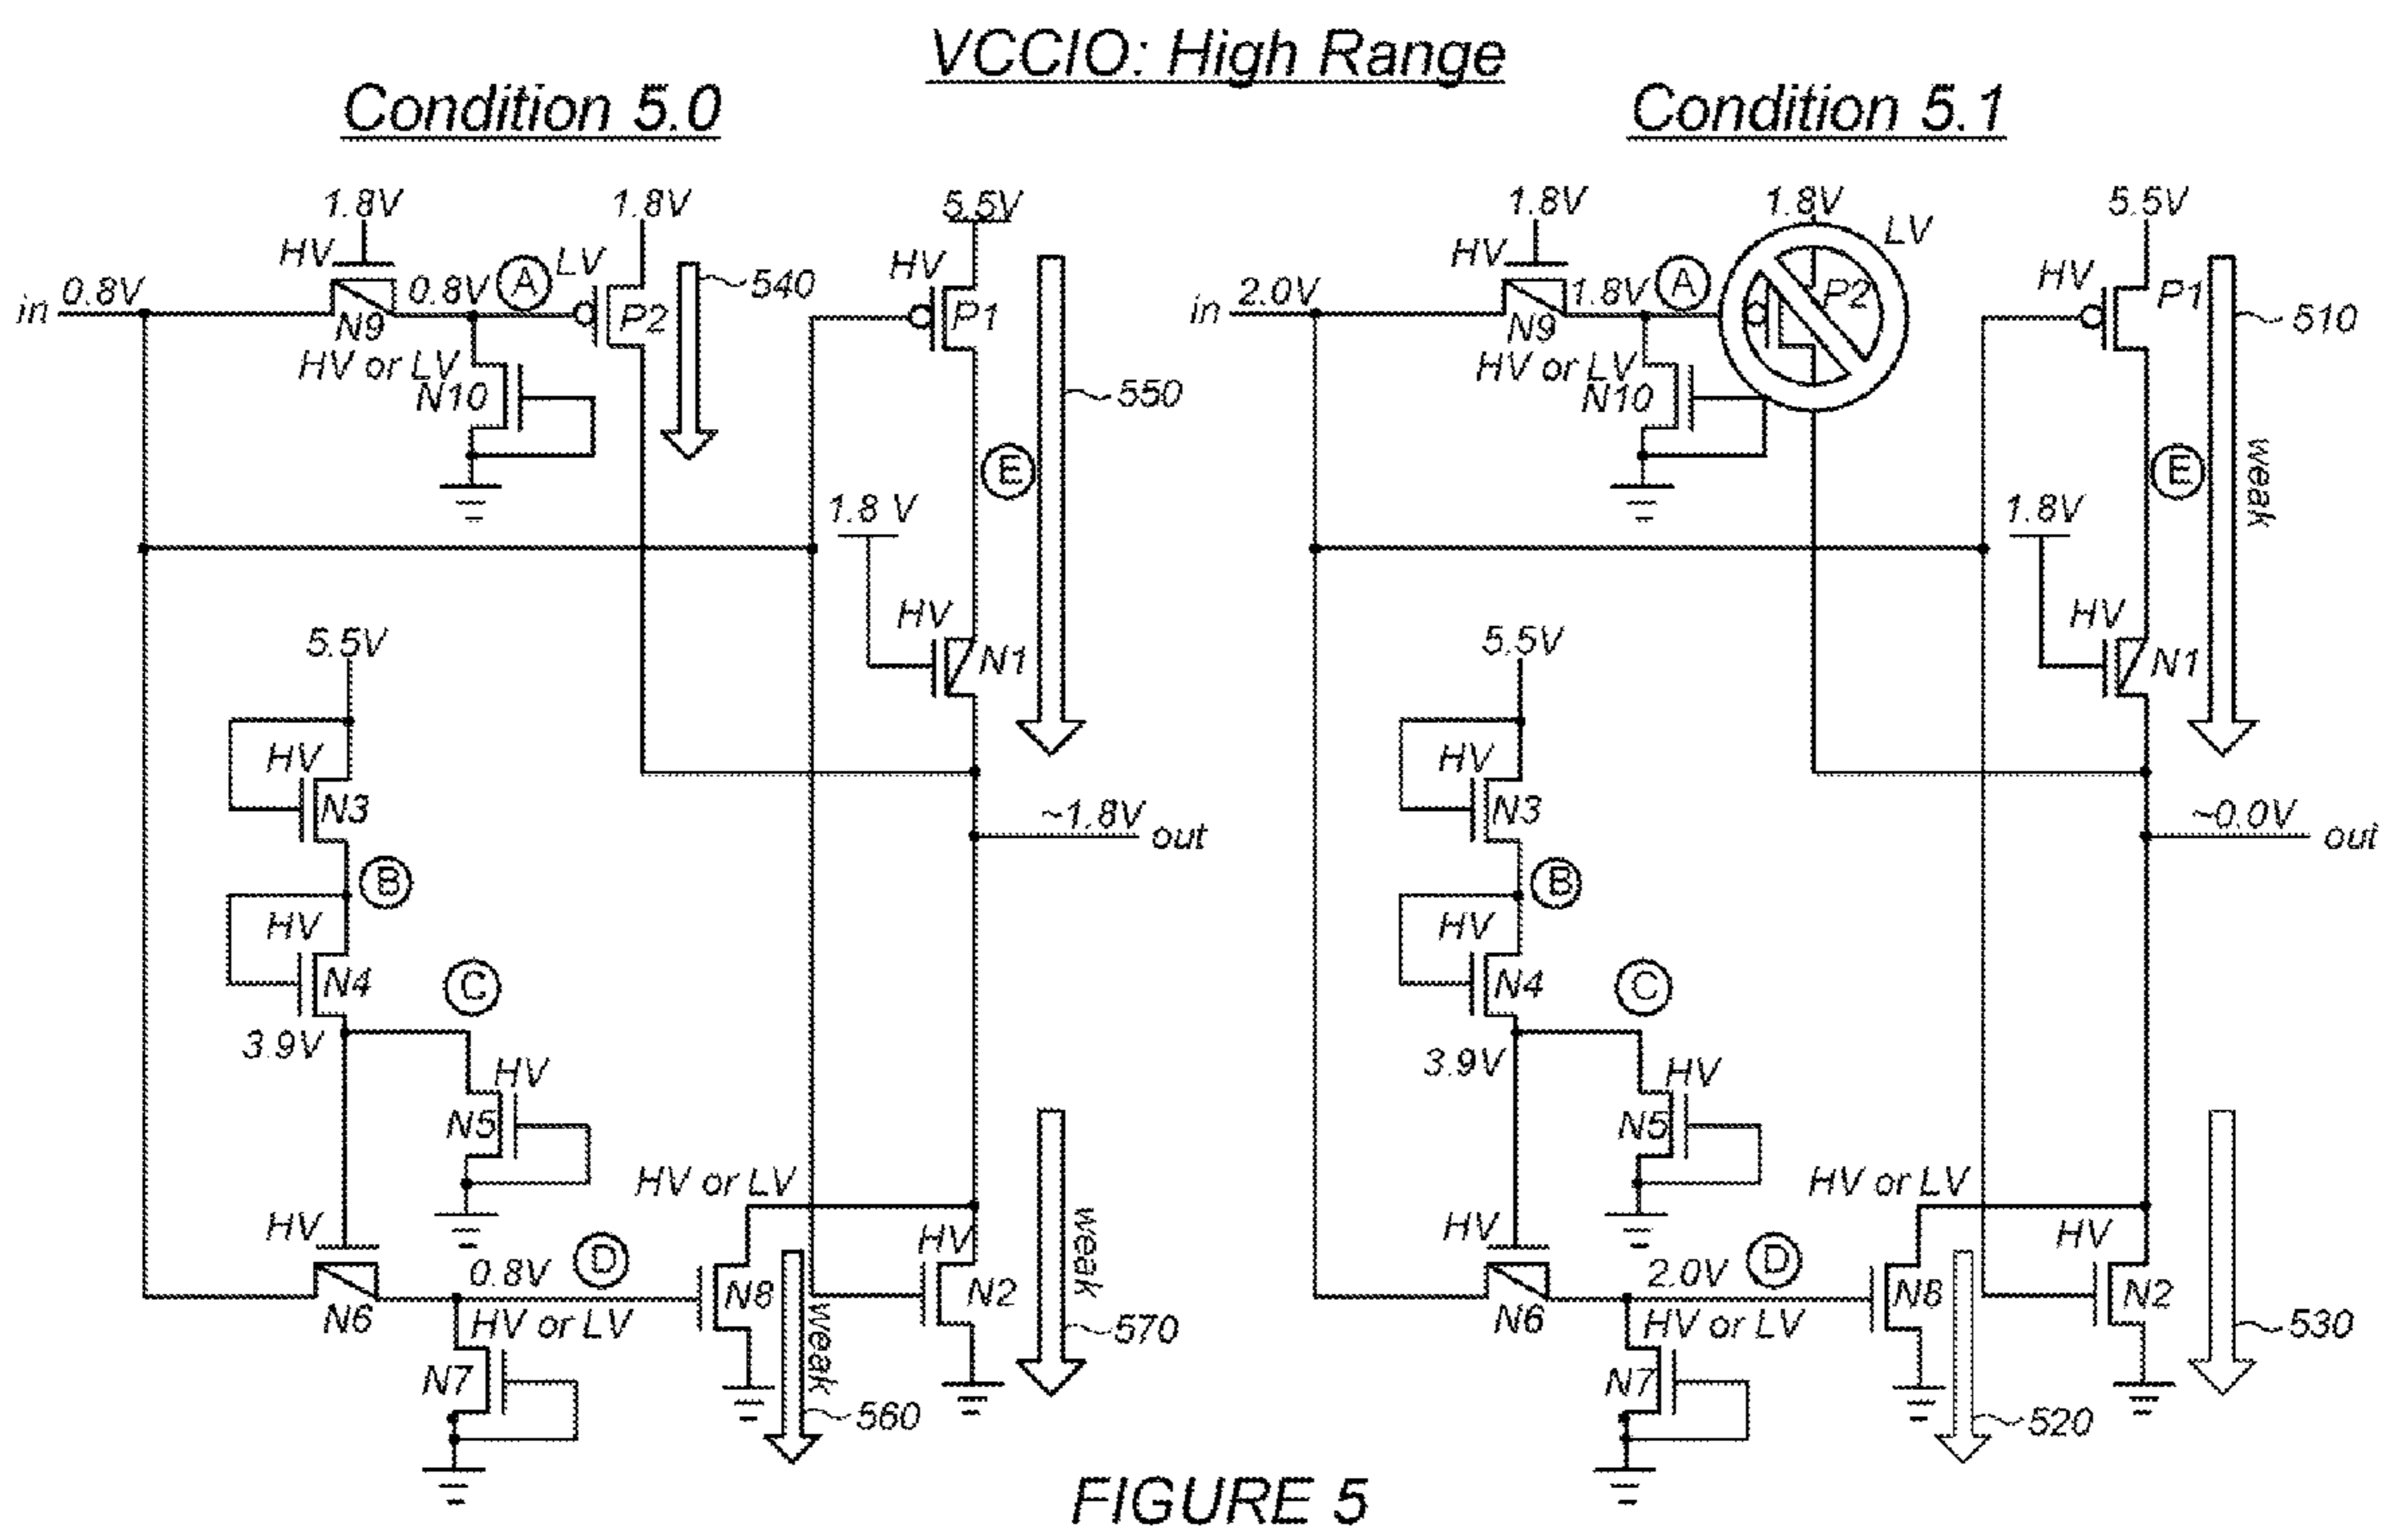 VCCIO: High Range
Condition 5.0
Condition 5.1
1.8V
1.8V
5.5V
HV
LV
HV
in
0.8V
0.8V
A
N9
P2
P1
540
HV or LV
N10
550
E
1.8 V
HV
N1
5.5V
HV
N3
~1.8V
out
B
HV
N4
C
3.9V
HV
N5
HV or LV
HV
HV
D
0.8V
N6
HV or LV
N8
N2
weak
weak
570
N7
560
1.8V
1.8V
5.5V
HV
LV
HV
in
2.0V
1.8V
A
N9
P2
P1
510
HV or LV
N10
E
weak
1.8V
HV
N1
5.5V
HV
N3
~0.0V
out
B
HV
N4
C
3.9V
HV
N5
HV or LV
HV
HV
D
2.0V
N6
HV or LV
N8
N2
530
N7
520
FIGURE 5